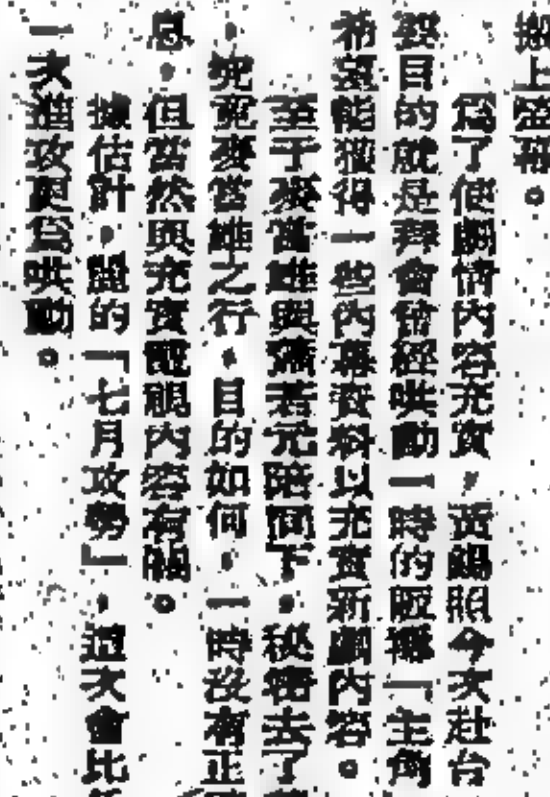 搬上螢幕。
爲了使劇情內容充實，黃錫照今次赴台
要目的就是拜會曾經哄動一時的販「主角
希望能獲得一些內幕資料以充實新劇內容。
至于麥當雄與蕭若元陪同下，秘密去了
，究竟麥當雄之行，目的如何，一時沒有正
息，但當然與充實電視內容有關。
據估計，麗的「七月攻勢」，這次會比
一次進攻更爲哄動。